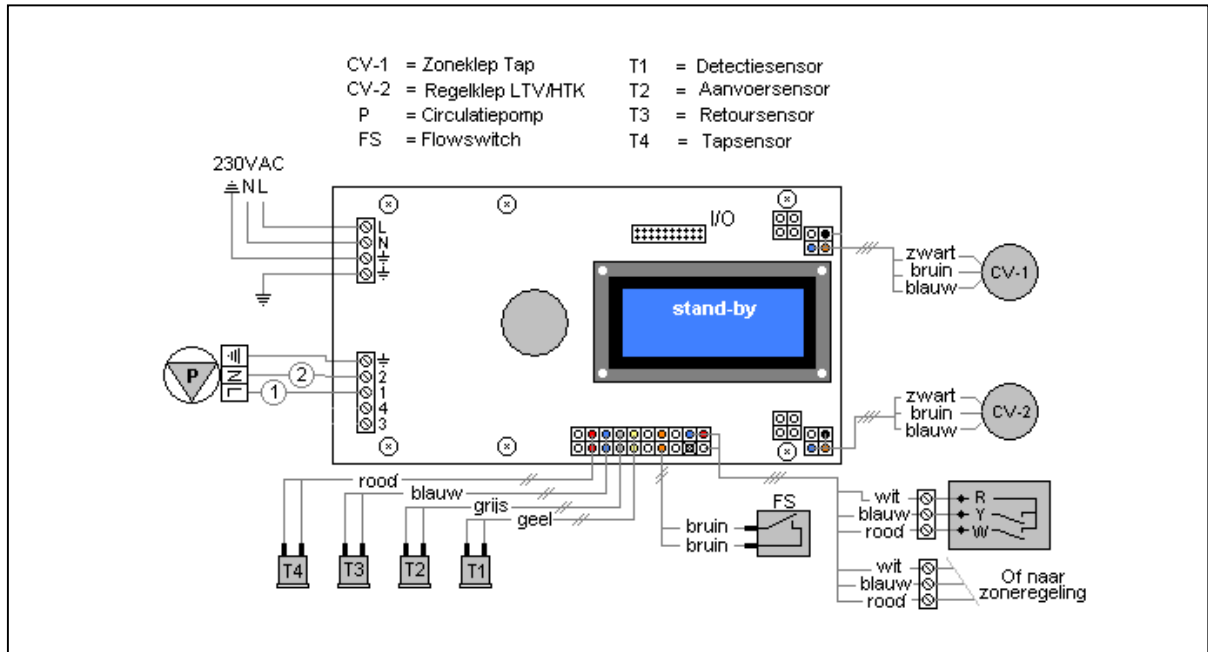 CV-1 = Zoneklep Tap
CV-2 = Regelklep LTV/HTK
P = Circulatiepomp
FS = Flowswitch
T1 = Detectiesensor
T2 = Aanvoersensor
T3 = Retoursensor
T4 = Tapsensor
230VAC
N L
L
N
I/O
stand-by
zwart
bruin
blauw
CV-1
P
N
L
2
1
2
1
4
3
zwart
bruin
blauw
CV-2
rood
blauw
grijs
geel
T4
T3
T2
T1
FS
bruin
bruin
wit
blauw
rood
R
Y
W
wit
blauw
rood
Of naar
zoneregeling